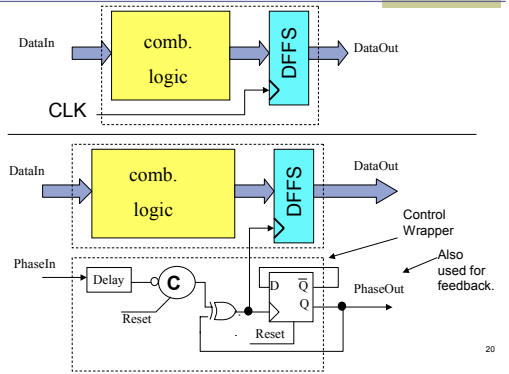 DataIn
comb.
logic
DFFS
DataOut
CLK
DataIn
comb.
logic
DFFS
DataOut
Control
Wrapper
PhaseIn
Delay
C
Reset
D Q
Q
Reset
PhaseOut
Also
used for
feedback.
20